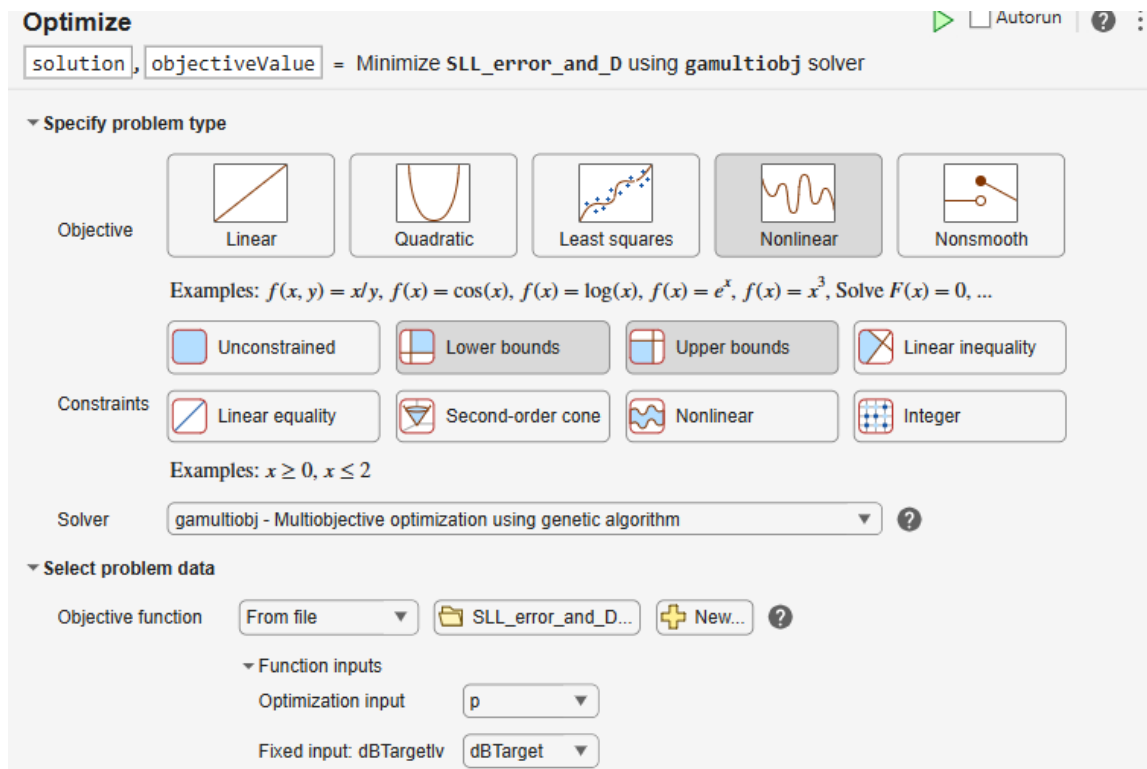 Optimize Autorun
solution, objectiveValue = Minimize SLL_error_and_D using gamultiobj solver
Specify problem type
Objective
Linear Quadratic Least squares Nonlinear Nonsmooth
Examples: f(x, y) = x/y, f(x) = cos(x), f(x) = log(x), f(x) = eˣ, f(x) = x³, Solve F(x) = 0, ...
Unconstrained Lower bounds Upper bounds Linear inequality
Constraints
Linear equality Second-order cone Nonlinear Integer
Examples: x ≥ 0, x ≤ 2
Solver gamultiobj - Multiobjective optimization using genetic algorithm
Select problem data
Objective function From file SLL_error_and_D... New...
Function inputs
Optimization input p
Fixed input: dBTargetlv dBTarget